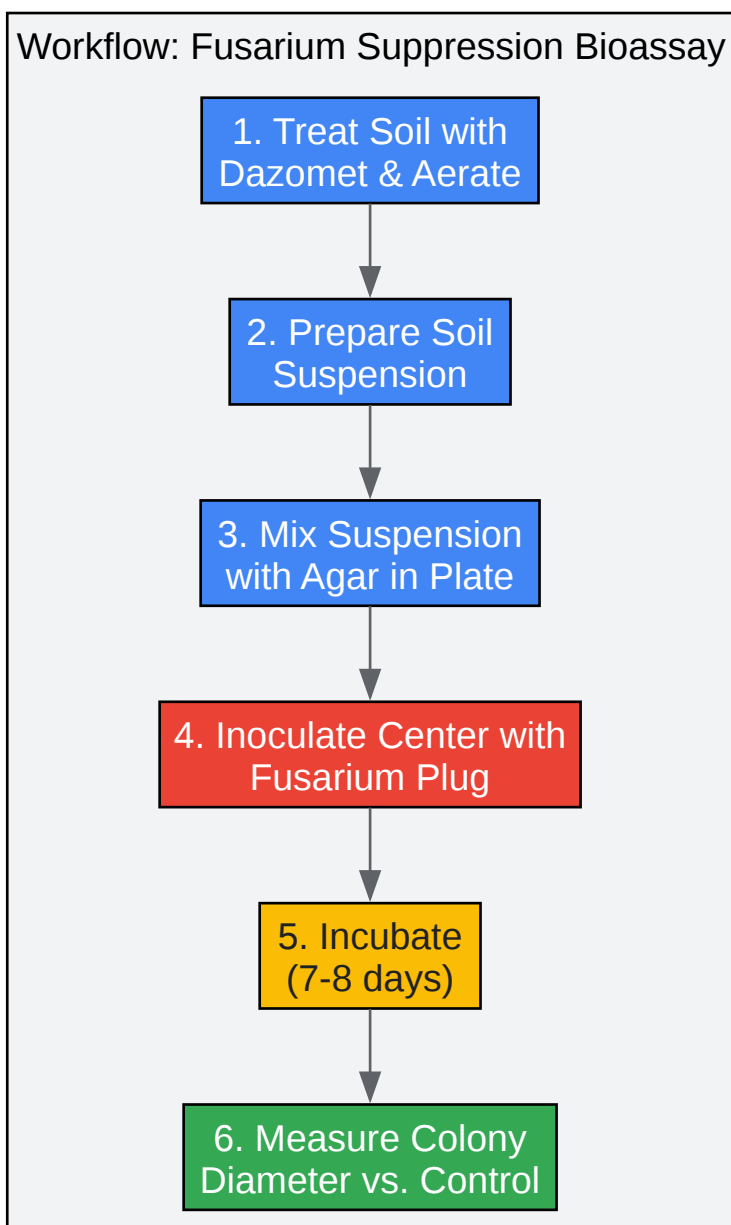 Workflow: Fusarium Suppression Bioassay
1. Treat Soil with
Dazomet & Aerate
2. Prepare Soil
Suspension
3. Mix Suspension
with Agar in Plate
4. Inoculate Center with
Fusarium Plug
5. Incubate
(7-8 days)
6. Measure Colony
Diameter vs. Control